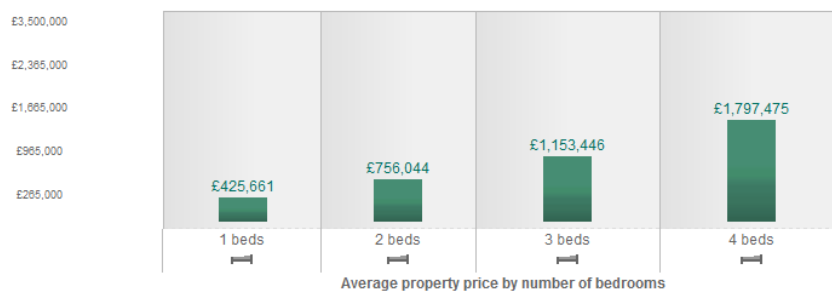 £3,500,000
£2,365,000
£1,665,000
£965,000
£265,000
£425,661
£756,044
£1,153,446
£1,797,475
1 beds
2 beds
3 beds
4 beds
Average property price by number of bedrooms